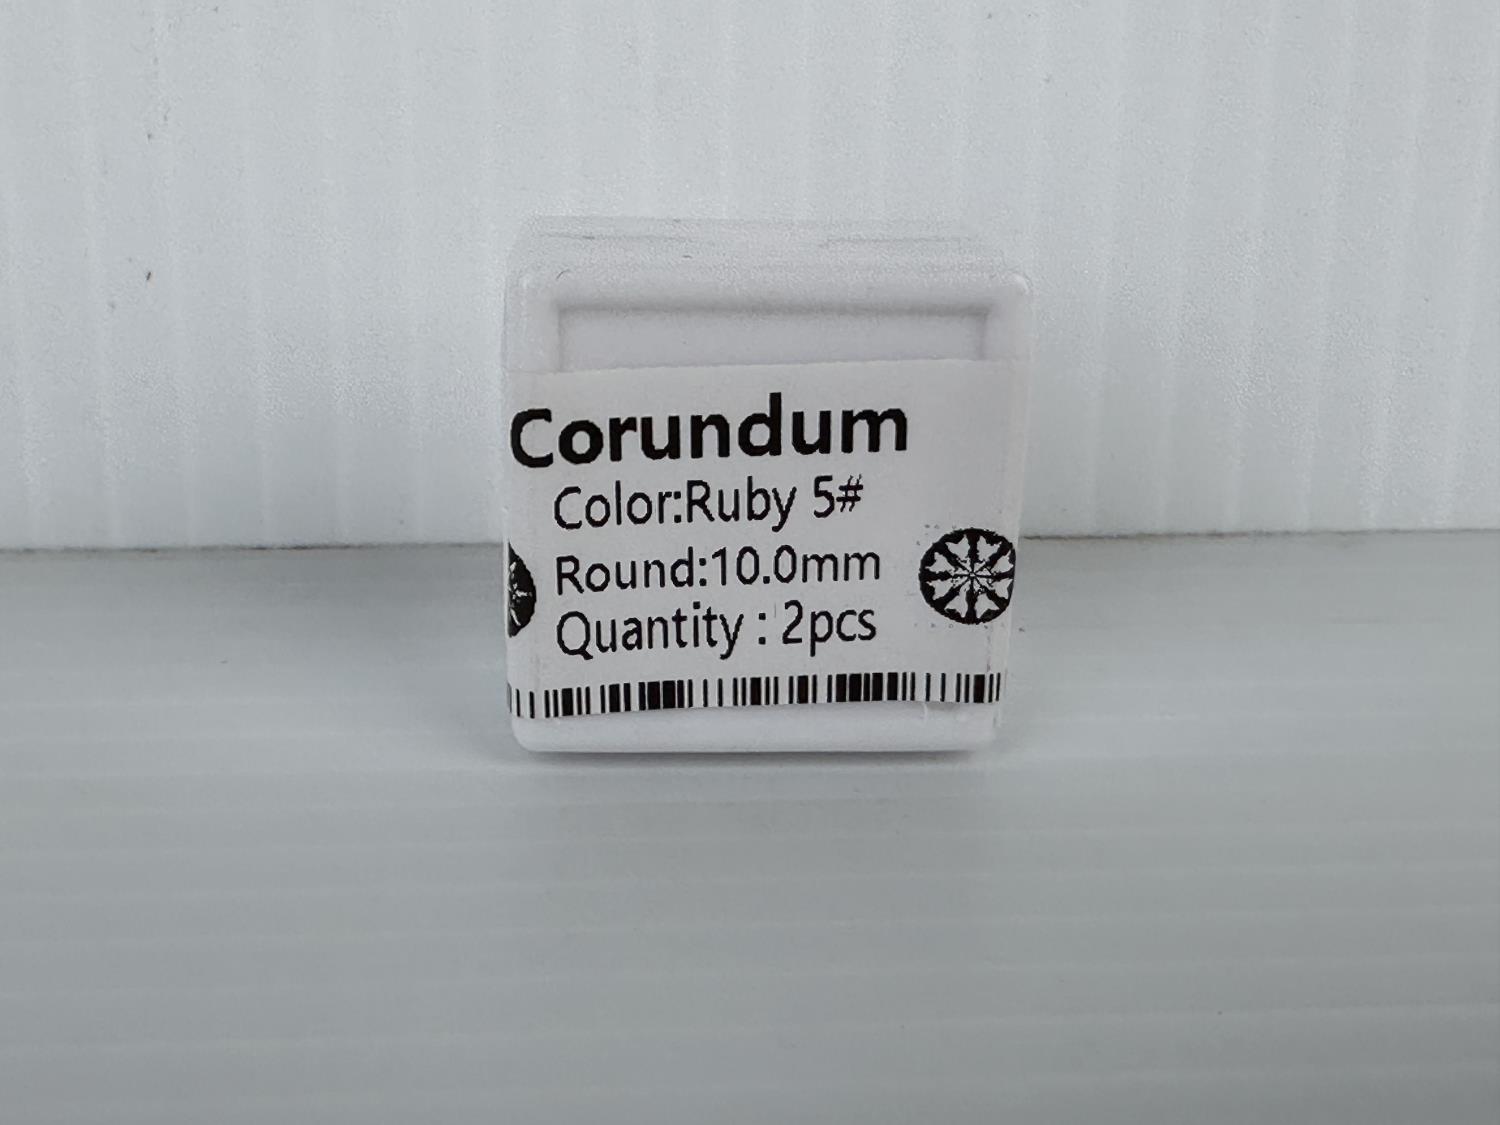 Corundum
Color:Ruby 5#
Round:10.0mm
Quantity : 2pcs